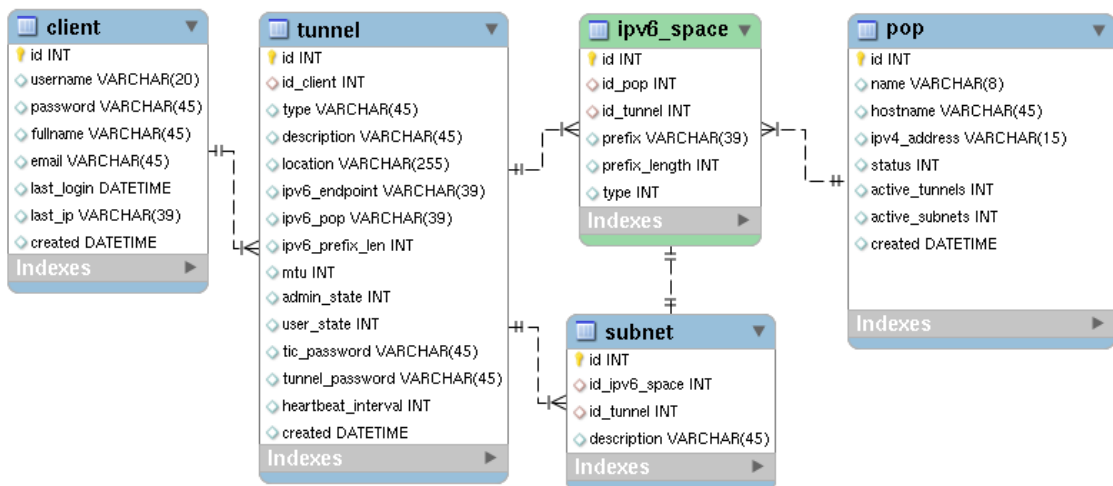 client
id INT
username VARCHAR(20)
password VARCHAR(45)
fullname VARCHAR(45)
email VARCHAR(45)
last_login DATETIME
last_ip VARCHAR(39)
created DATETIME
Indexes
tunnel
id INT
id_client INT
type VARCHAR(45)
description VARCHAR(45)
location VARCHAR(255)
ipv6_endpoint VARCHAR(39)
ipv6_pop VARCHAR(39)
ipv6_prefix_len INT
mtu INT
admin_state INT
user_state INT
tic_password VARCHAR(45)
tunnel_password VARCHAR(45)
heartbeat_interval INT
created DATETIME
Indexes
ipv6_space
id INT
id_pop INT
id_tunnel INT
prefix VARCHAR(39)
prefix_length INT
type INT
Indexes
subnet
id INT
id_ipv6_space INT
id_tunnel INT
description VARCHAR(45)
Indexes
pop
id INT
name VARCHAR(8)
hostname VARCHAR(45)
ipv4_address VARCHAR(15)
status INT
active_tunnels INT
active_subnets INT
created DATETIME
Indexes